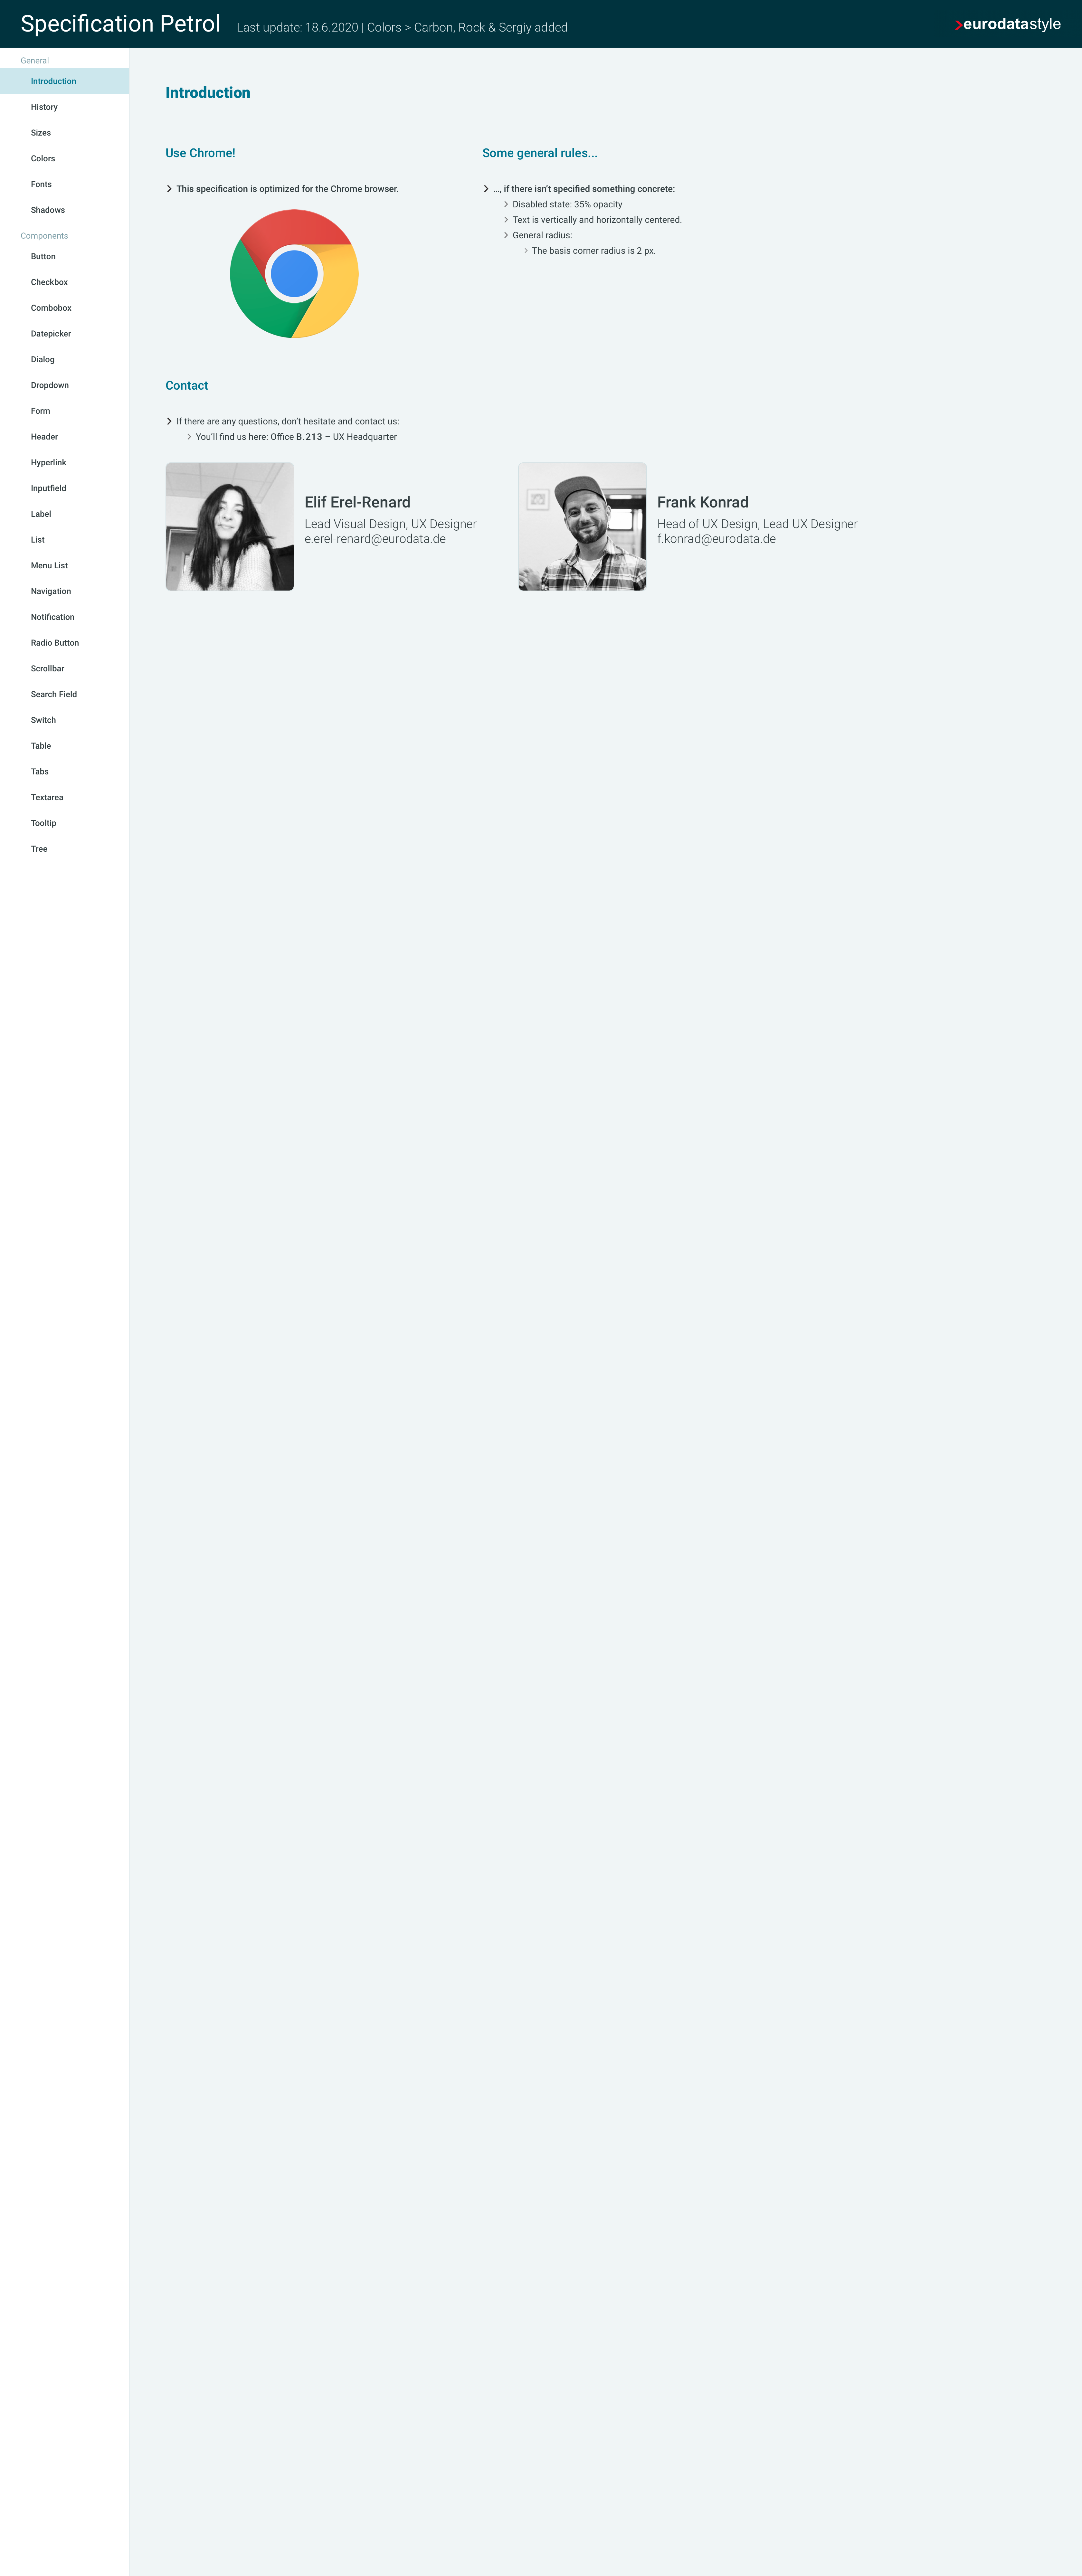 Specification Petrol
Last update: 18.6.2020 | Colors > Carbon, Rock & Sergiy added
eurodatastyle
General
Introduction
History
Sizes
Colors
Fonts
Shadows
Components
Button
Checkbox
Combobox
Datepicker
Dialog
Dropdown
Form
Header
Hyperlink
Inputfield
Label
List
Menu List
Navigation
Notification
Radio Button
Scrollbar
Search Field
Switch
Table
Tabs
Textarea
Tooltip
Tree
Introduction
Use Chrome!
This specification is optimized for the Chrome browser.
Some general rules...
..., if there isn't specified something concrete:
Disabled state: 35% opacity
Text is vertically and horizontally centered.
General radius:
The basis corner radius is 2 px.
Contact
If there are any questions, don't hesitate and contact us:
You'll find us here: Office B.213 – UX Headquarter
Elif Erel-Renard
Lead Visual Design, UX Designer
e.erel-renard@eurodata.de
Frank Konrad
Head of UX Design, Lead UX Designer
f.konrad@eurodata.de